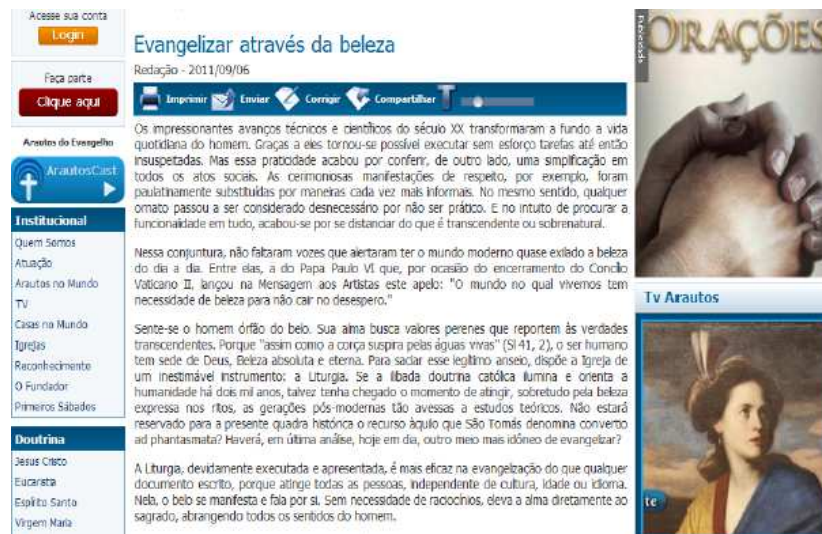 Acesse sua conta
Login
Faça parte
Clique aqui
Arautos do Evangelho
ArautosCast
Institucional
Quem Somos
Atuação
Arautos no Mundo
TV
Casas no Mundo
Igrejas
Reconhecimento
O Fundador
Primeiros Sábados
Doutrina
Jesus Cristo
Eucaristia
Espírito Santo
Virgem Maria
Evangelizar através da beleza
Redação - 2011/09/06
Imprimir Enviar Corrigir Compartilhar T
Os impressionantes avanços técnicos e científicos do século XX transformaram a fundo a vida
quotidiana do homem. Graças a eles tornou-se possível executar sem esforço tarefas até então
insuspeitadas. Mas essa praticidade acabou por conferir, de outro lado, uma simplificação em
todos os atos sociais. As cerimoniosas manifestações de respeito, por exemplo, foram
paulatinamente substituídas por maneiras cada vez mais informais. No mesmo sentido, qualquer
ornato passou a ser considerado desnecessário por não ser prático. E no intuito de procurar a
funcionalidade em tudo, acabou-se por se distanciar do que é transcendente ou sobrenatural.
Nessa conjuntura, não faltaram vozes que alertaram ter o mundo moderno quase exilado a beleza
do dia a dia. Entre elas, a do Papa Paulo VI que, por ocasião do encerramento do Concílio
Vaticano II, lançou na Mensagem aos Artistas este apelo: "O mundo no qual vivemos tem
necessidade de beleza para não cair no desespero."
Sente-se o homem órfão do belo. Sua alma busca valores perenes que reportem às verdades
transcendentes. Porque "assim como a corça suspira pelas águas vivas" (Sl 41, 2), o ser humano
tem sede de Deus, Beleza absoluta e eterna. Para saciar esse legítimo anseio, dispõe a Igreja de
um inestimável instrumento: a Liturgia. Se a ilibada doutrina católica ilumina e orienta a
humanidade há dois mil anos, talvez tenha chegado o momento de atingir, sobretudo pela beleza
expressa nos ritos, as gerações pós-modernas tão avessas a estudos teóricos. Não estará
reservado para a presente quadra histórica o recurso àquilo que São Tomás denomina convertio
ad phantasmata? Haverá, em última análise, hoje em dia, outro meio mais idôneo de evangelizar?
A Liturgia, devidamente executada e apresentada, é mais eficaz na evangelização do que qualquer
documento escrito, porque atinge todas as pessoas, independente de cultura, idade ou idioma.
Nela, o belo se manifesta e fala por si. Sem necessidade de raciocínios, eleva a alma diretamente ao
sagrado, abrangendo todos os sentidos do homem.
Publicidade
ORAÇÕES
Tv Arautos
te